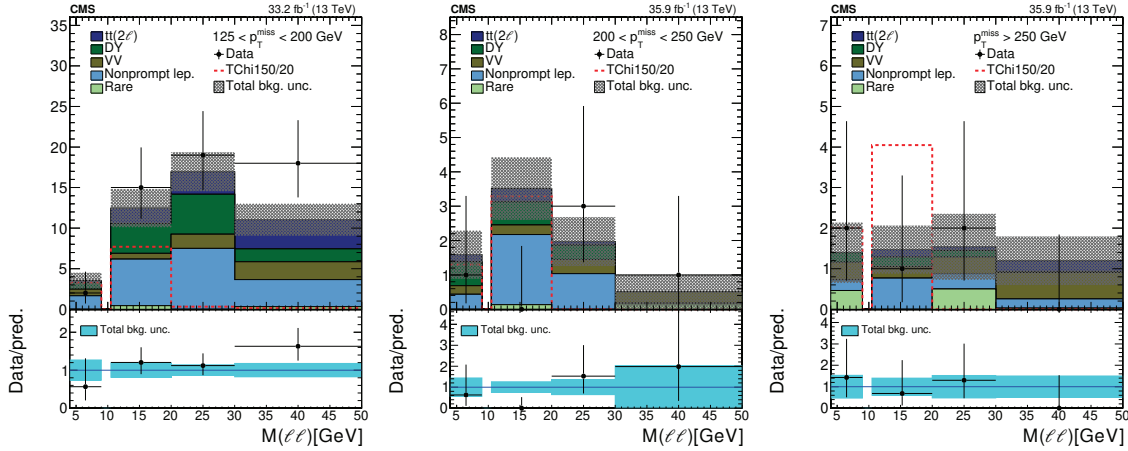 CMS 33.2 fb⁻¹ (13 TeV)
tt(2ℓ) 125 < p_T^miss < 200 GeV
DY Data
VV TChi150/20
Nonprompt lep. Total bkg. unc.
Rare
35
30
25
20
15
10
5
0
Data/pred.
Total bkg. unc.
2
1
0
5 10 15 20 25 30 35 40 45 50
M(ℓℓ)[GeV]
CMS 35.9 fb⁻¹ (13 TeV)
tt(2ℓ) 200 < p_T^miss < 250 GeV
DY Data
VV TChi150/20
Nonprompt lep. Total bkg. unc.
Rare
8
7
6
5
4
3
2
1
0
Data/pred.
Total bkg. unc.
4
3
2
1
0
5 10 15 20 25 30 35 40 45 50
M(ℓℓ)[GeV]
CMS 35.9 fb⁻¹ (13 TeV)
tt(2ℓ) p_T^miss > 250 GeV
DY Data
VV TChi150/20
Nonprompt lep. Total bkg. unc.
Rare
7
6
5
4
3
2
1
0
Data/pred.
Total bkg. unc.
4
3
2
1
0
5 10 15 20 25 30 35 40 45 50
M(ℓℓ)[GeV]